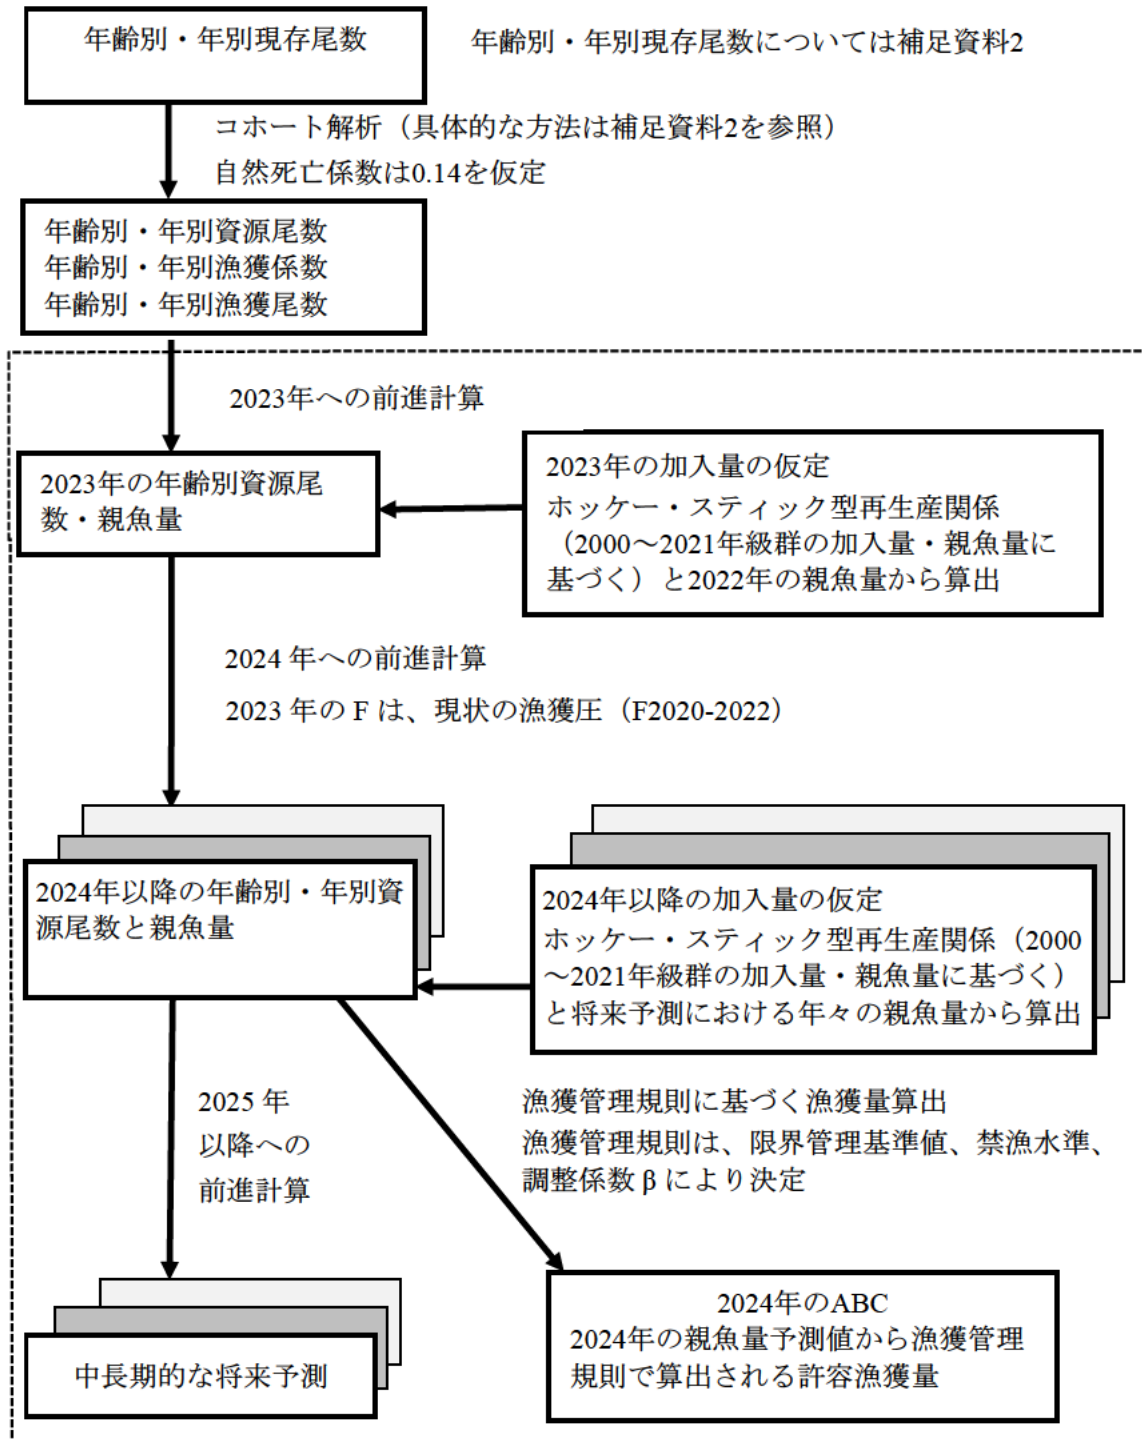 年齢別・年別現存尾数
年齢別・年別現存尾数については補足資料2
コホート解析（具体的な方法は補足資料2を参照）
自然死亡係数は0.14を仮定
年齢別・年別資源尾数
年齢別・年別漁獲係数
年齢別・年別漁獲尾数
2023年への前進計算
2023年の年齢別資源尾
数・親魚量
2023年の加入量の仮定
ホッケー・スティック型再生産関係
（2000～2021年級群の加入量・親魚量に
基づく）と2022年の親魚量から算出
2024 年への前進計算
2023 年の F は、現状の漁獲圧（F2020-2022）
2024年以降の年齢別・年別資
源尾数と親魚量
2024年以降の加入量の仮定
ホッケー・スティック型再生産関係（2000
～2021年級群の加入量・親魚量に基づく）
と将来予測における年々の親魚量から算出
2025 年
以降への
前進計算
漁獲管理規則に基づく漁獲量算出
漁獲管理規則は、限界管理基準値、禁漁水準、
調整係数 β により決定
中長期的な将来予測
2024年のABC
2024年の親魚量予測値から漁獲管理
規則で算出される許容漁獲量